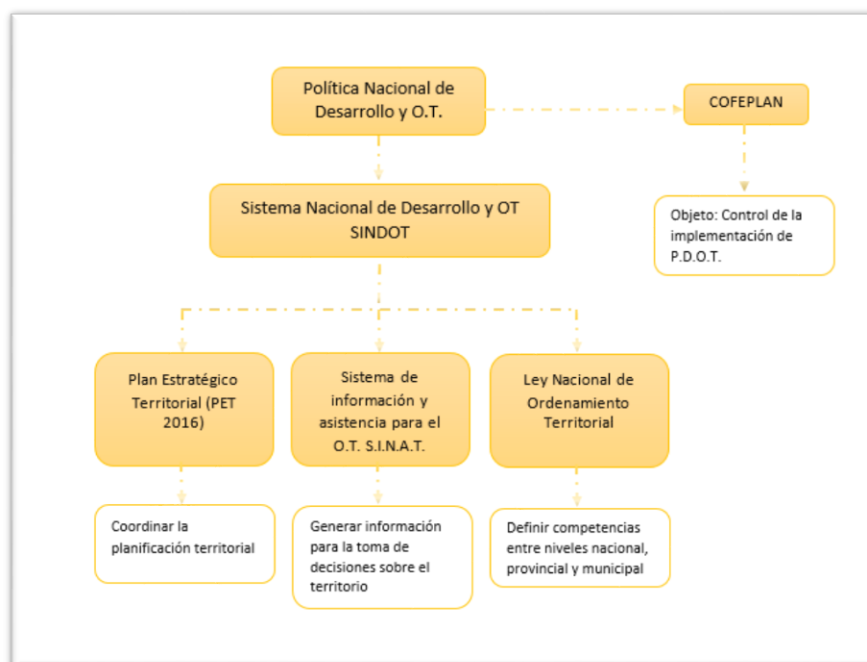 Política Nacional de
Desarrollo y O.T.
COFEPLAN
Objeto: Control de la
implementación de
P.D.O.T.
Sistema Nacional de Desarrollo y OT
SINDOT
Plan Estratégico
Territorial (PET
2016)
Sistema de
información y
asistencia para el
O.T. S.I.N.A.T.
Ley Nacional de
Ordenamiento
Territorial
Coordinar la
planificación territorial
Generar información
para la toma de
decisiones sobre el
territorio
Definir competencias
entre niveles nacional,
provincial y municipal